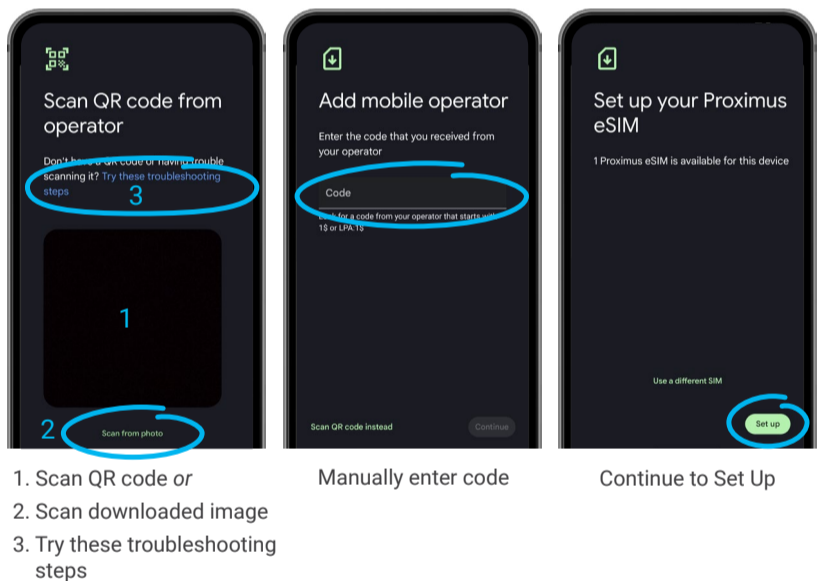 Scan QR code from
operator
Don't have a QR code or having trouble
scanning it? Try these troubleshooting
steps
3
1
2
Scan from photo
1. Scan QR code or
2. Scan downloaded image
3. Try these troubleshooting
steps
Add mobile operator
Enter the code that you received from
your operator
Code
Look for a code from your operator that starts with
1$ or LPA:1$
Scan QR code instead
Continue
Manually enter code
Set up your Proximus
eSIM
1 Proximus eSIM is available for this device
Use a different SIM
Set up
Continue to Set Up